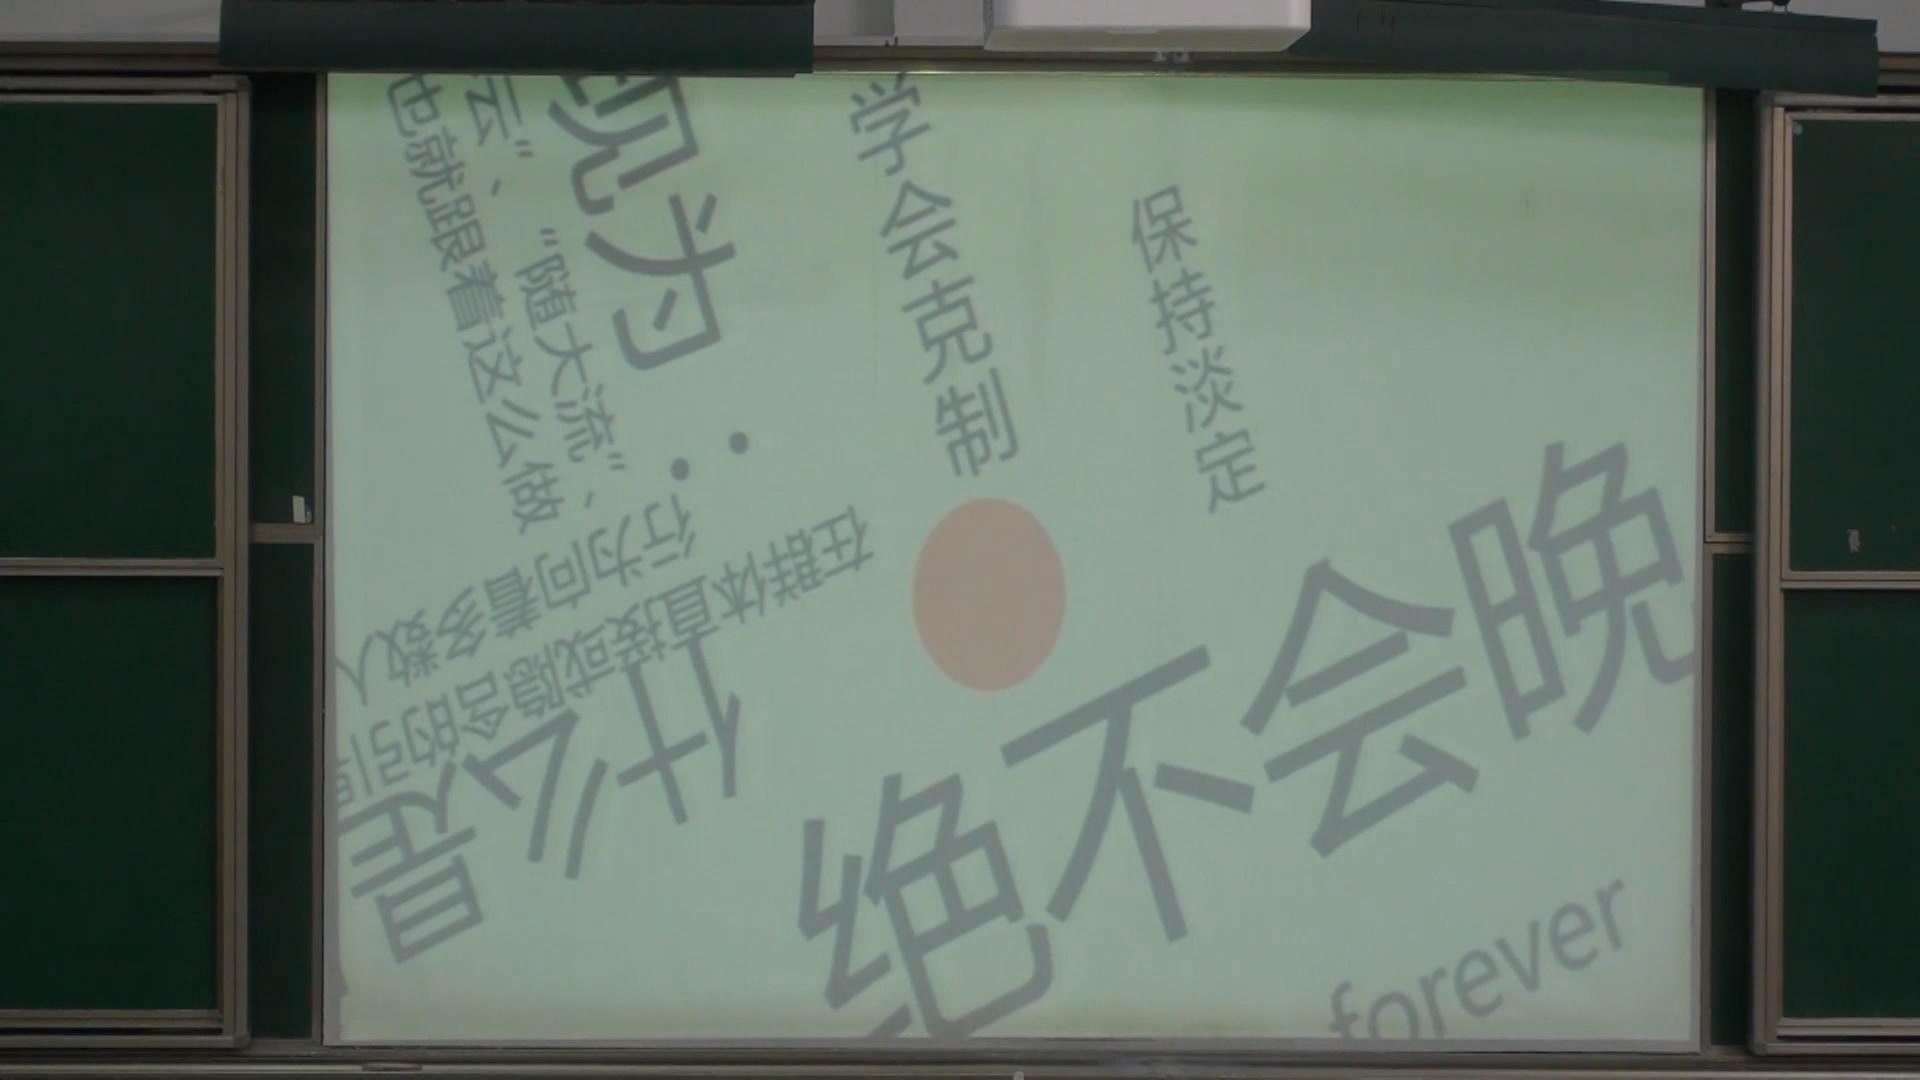 云”、“随大流”、
也就跟着这么做
现为：
学会克制
保持淡定
在群体直接或隐含的引导
行为向着多数人
什么是
绝不会晚
forever